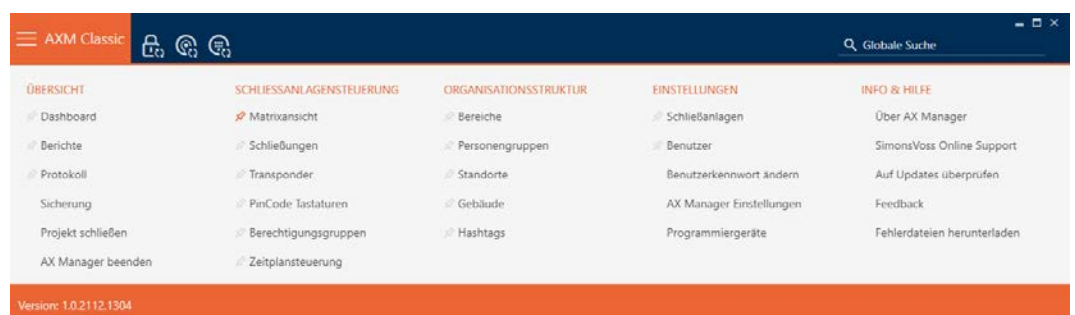 AXM Classic
Globale Suche
ÜBERSICHT
Dashboard
Berichte
Protokoll
Sicherung
Projekt schließen
AX Manager beenden
SCHLIESSANLAGENSTEUERUNG
Matrixansicht
Schließungen
Transponder
PinCode Tastaturen
Berechtigungsgruppen
Zeitplansteuerung
ORGANISATIONSSTRUKTUR
Bereiche
Personengruppen
Standorte
Gebäude
Hashtags
EINSTELLUNGEN
Schließanlagen
Benutzer
Benutzerkennwort ändern
AX Manager Einstellungen
Programmiergeräte
INFO & HILFE
Über AX Manager
SimonsVoss Online Support
Auf Updates überprüfen
Feedback
Fehlerdateien herunterladen
Version: 1.0.2112.1304